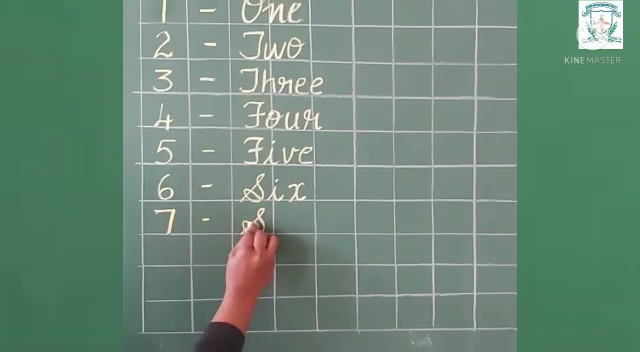 1 - One
2 - Two
3 - Three
4 - Four
5 - Five
6 - Six
7 - S
KINEMASTER